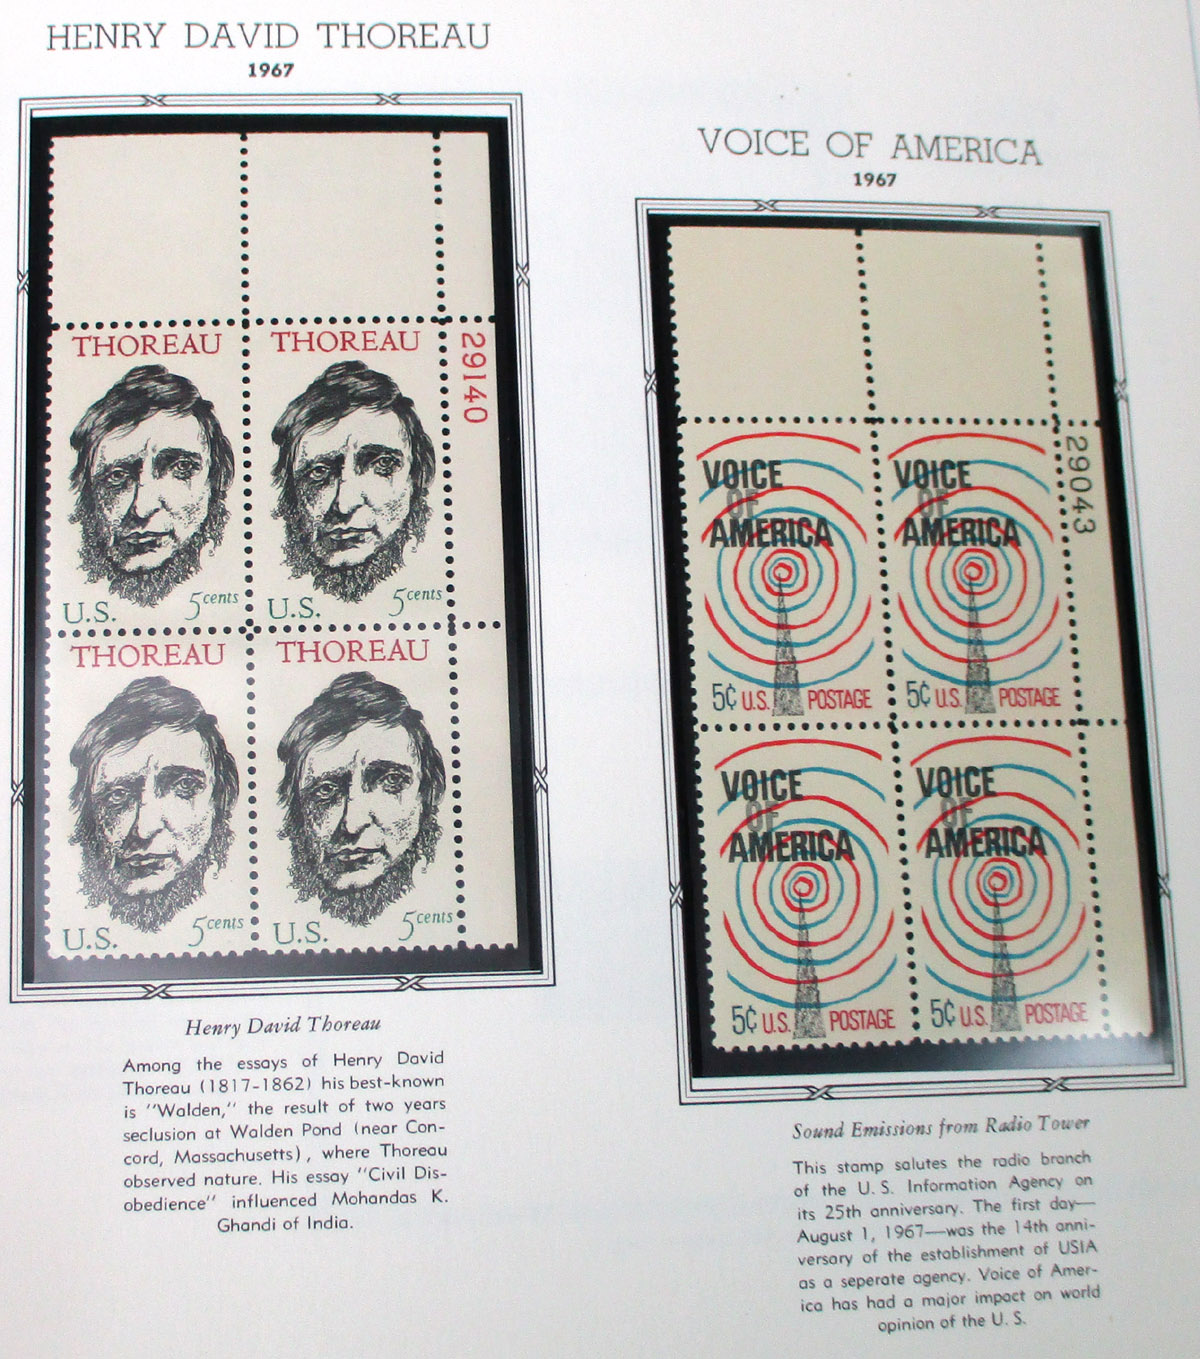 HENRY DAVID THOREAU
1967
THOREAU
THOREAU
29140
U.S. 5 cents
U.S. 5 cents
THOREAU
THOREAU
U.S. 5 cents
U.S. 5 cents
Henry David Thoreau
Among the essays of Henry David
Thoreau (1817-1862) his best-known
is "Walden," the result of two years
seclusion at Walden Pond (near Con-
cord, Massachusetts), where Thoreau
observed nature. His essay "Civil Dis-
obedience" influenced Mohandas K.
Ghandi of India.
VOICE OF AMERICA
1967
VOICE
OF
AMERICA
5¢ U.S. POSTAGE
VOICE
OF
AMERICA
5¢ U.S. POSTAGE
29043
VOICE
OF
AMERICA
5¢ U.S. POSTAGE
VOICE
OF
AMERICA
5¢ U.S. POSTAGE
Sound Emissions from Radio Tower
This stamp salutes the radio branch
of the U. S. Information Agency on
its 25th anniversary. The first day—
August 1, 1967—was the 14th anni-
versary of the establishment of USIA
as a seperate agency. Voice of Amer-
ica has had a major impact on world
opinion of the U. S.